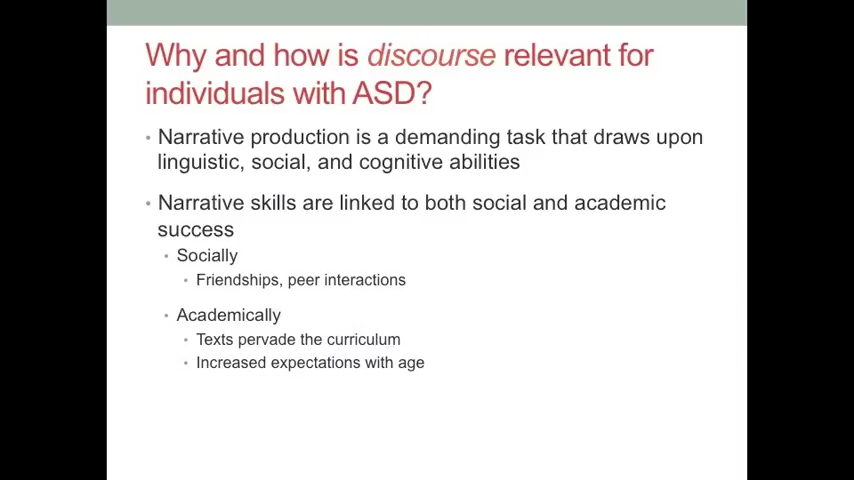 Why and how is discourse relevant for
individuals with ASD?
• Narrative production is a demanding task that draws upon
linguistic, social, and cognitive abilities
• Narrative skills are linked to both social and academic
success
• Socially
• Friendships, peer interactions
• Academically
• Texts pervade the curriculum
• Increased expectations with age